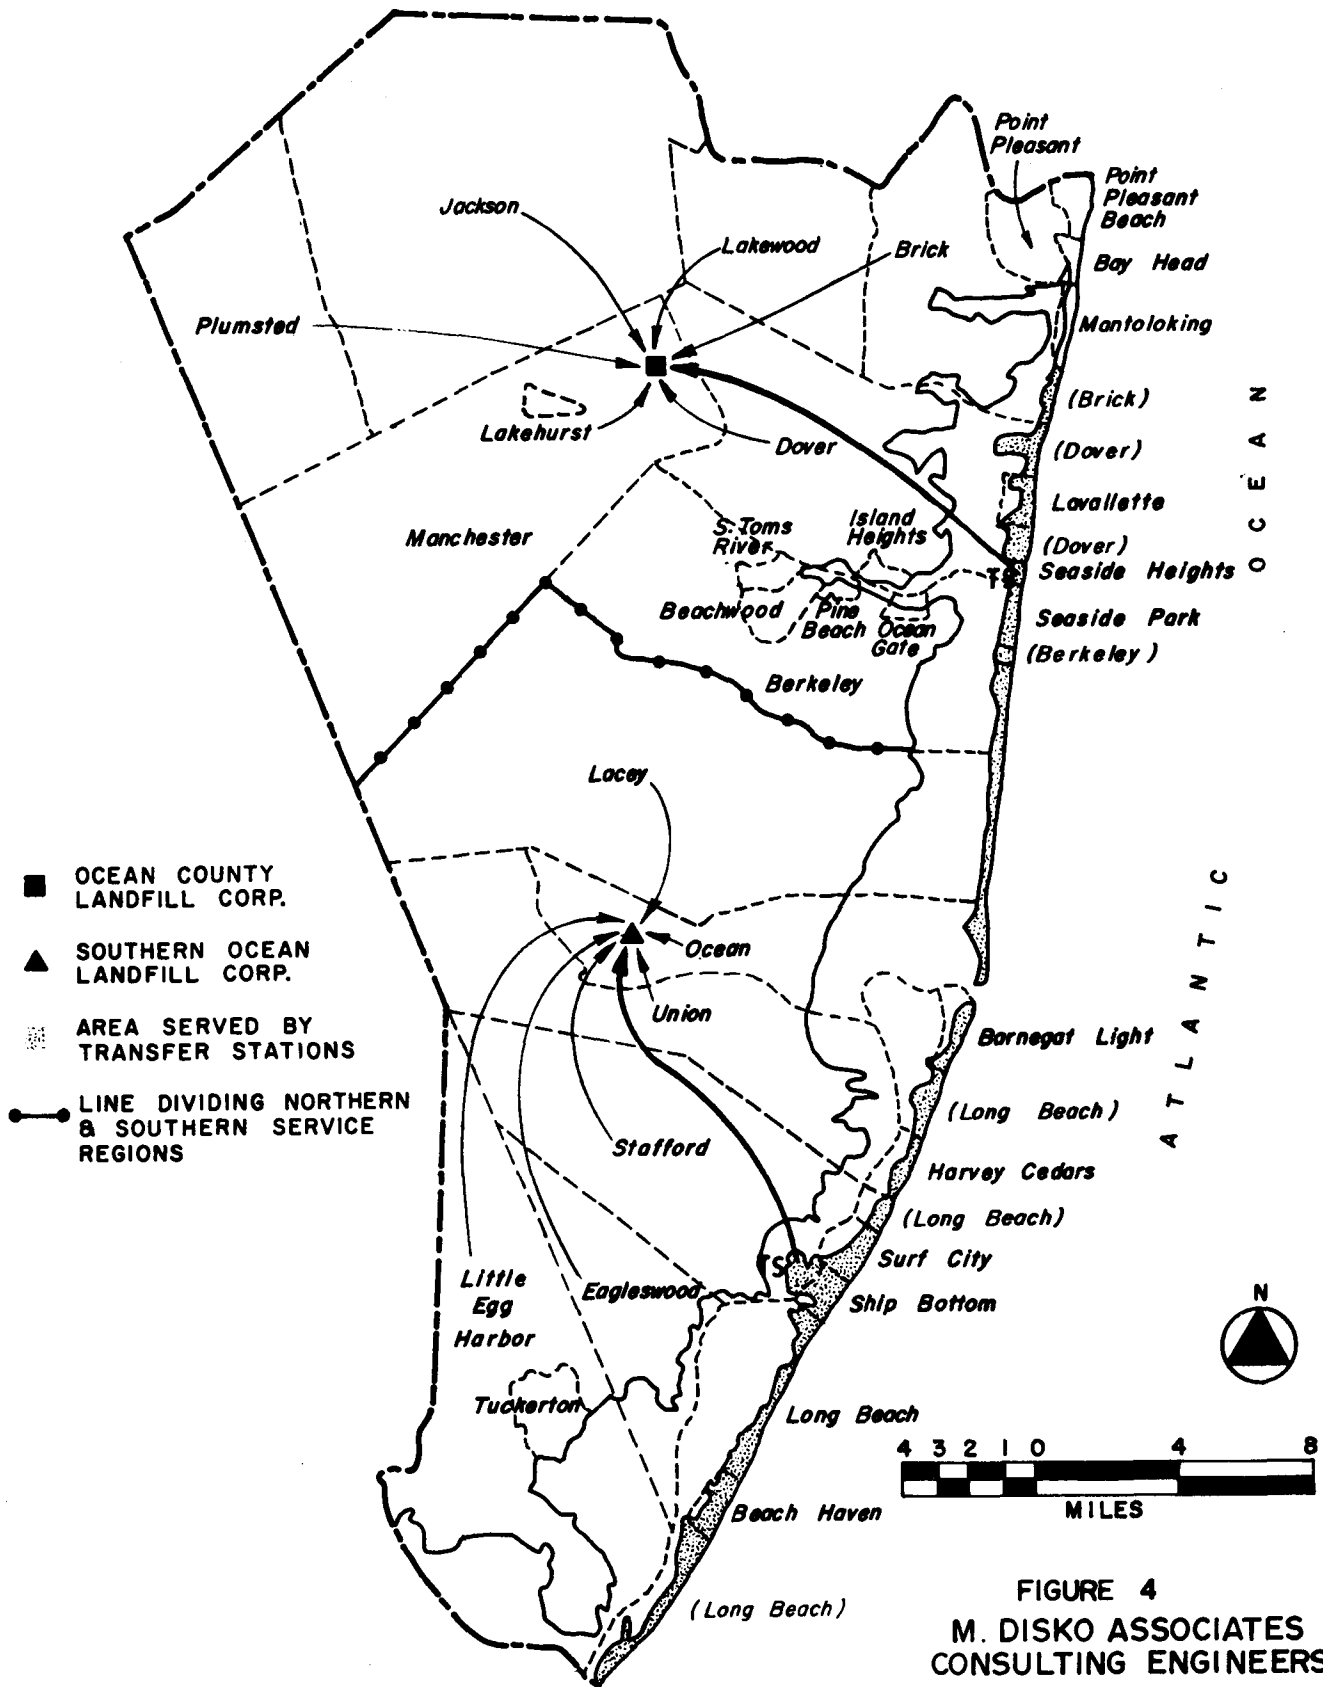 Point
Pleasant
Point
Pleasant
Beach
Jackson
Lakewood
Brick
Bay Head
Plumsted
Mantoloking
(Brick)
Lakehurst
Dover
(Dover)
Lavallette
Manchester
S. Toms
River
Island
Heights
(Dover)
TS
Seaside Heights
Beachwood
Pine
Beach
Ocean
Gate
Seaside Park
(Berkeley)
Berkeley
OCEAN
ATLANTIC
Lacey
Ocean
Union
Barnegat Light
(Long Beach)
Stafford
Harvey Cedars
(Long Beach)
TS
Surf City
Little
Egg
Harbor
Eagleswood
Ship Bottom
Tuckerton
Long Beach
Beach Haven
(Long Beach)
OCEAN COUNTY
LANDFILL CORP.
SOUTHERN OCEAN
LANDFILL CORP.
AREA SERVED BY
TRANSFER STATIONS
LINE DIVIDING NORTHERN
& SOUTHERN SERVICE
REGIONS
N
4 3 2 1 0 4 8
MILES
FIGURE 4
M. DISKO ASSOCIATES
CONSULTING ENGINEERS